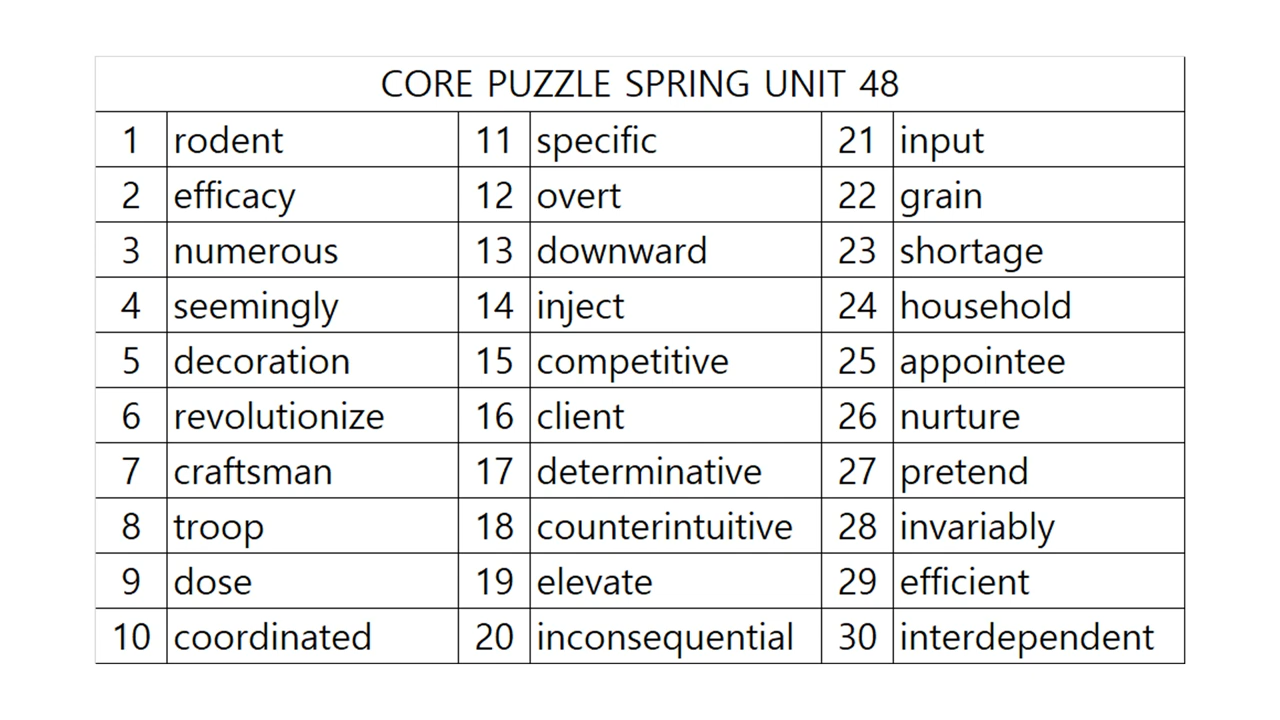 CORE PUZZLE SPRING UNIT 48
1 rodent 11 specific 21 input
2 efficacy 12 overt 22 grain
3 numerous 13 downward 23 shortage
4 seemingly 14 inject 24 household
5 decoration 15 competitive 25 appointee
6 revolutionize 16 client 26 nurture
7 craftsman 17 determinative 27 pretend
8 troop 18 counterintuitive 28 invariably
9 dose 19 elevate 29 efficient
10 coordinated 20 inconsequential 30 interdependent